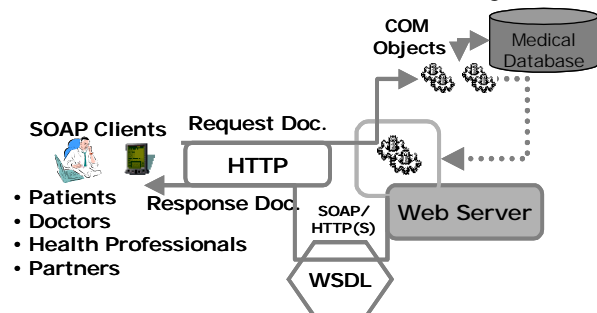 COM
Objects
Medical
Database
SOAP Clients
Request Doc.
HTTP
Response Doc.
• Patients
• Doctors
• Health Professionals
• Partners
SOAP/
HTTP(S)
Web Server
WSDL